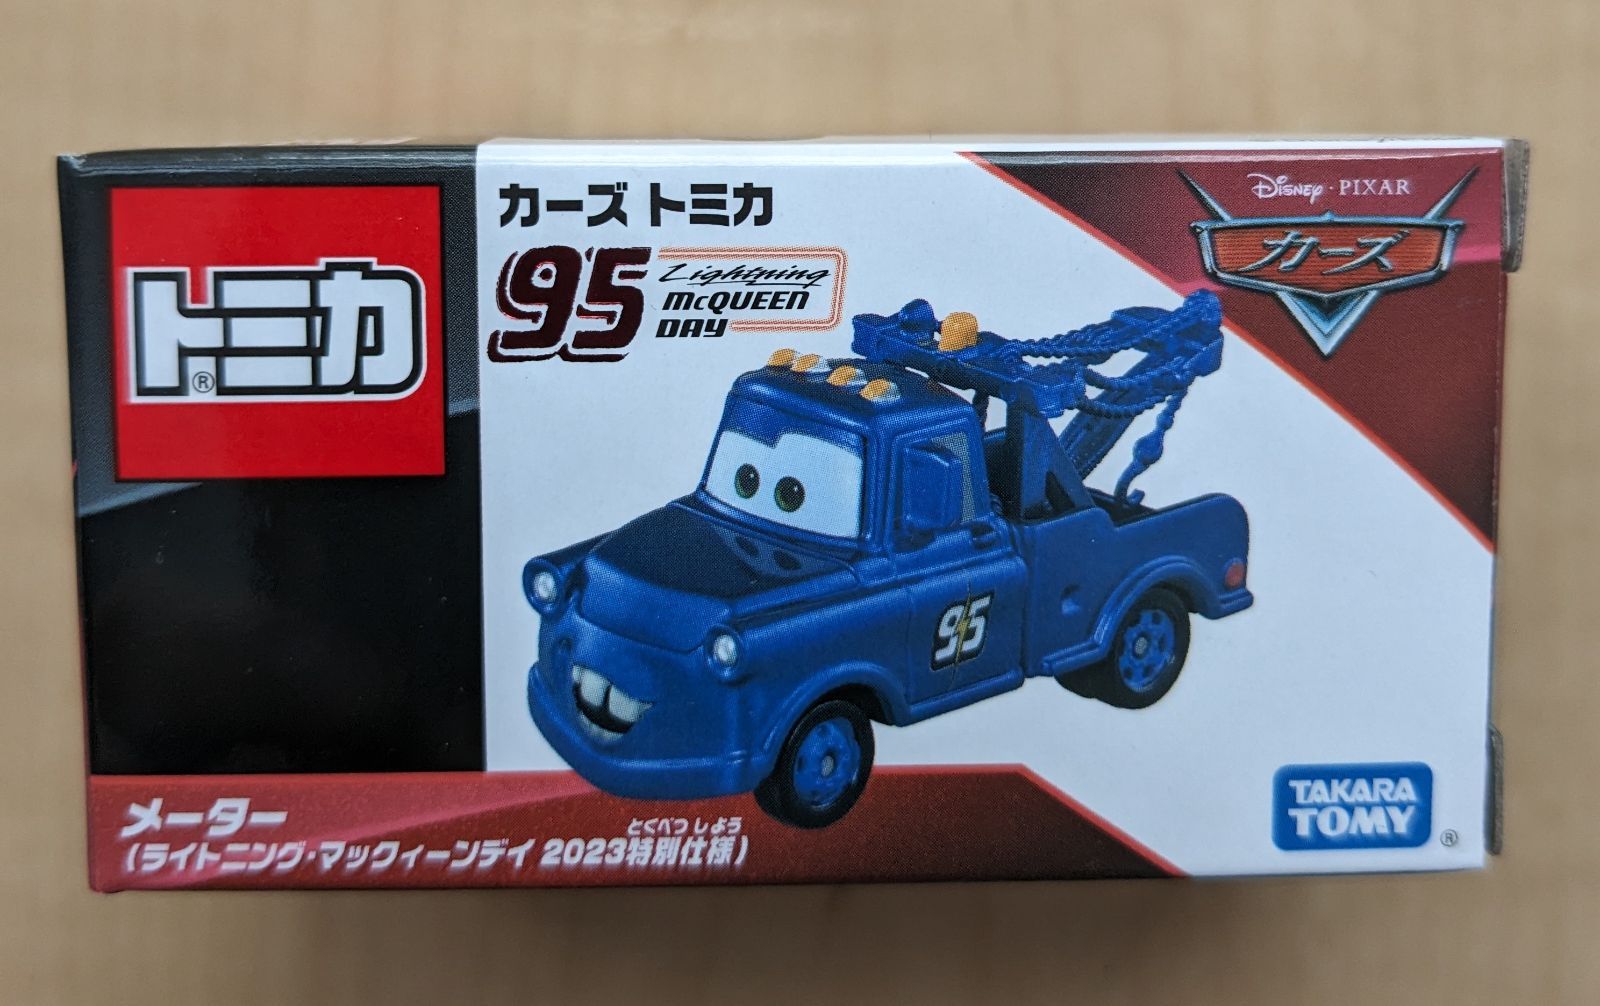 トミカ®
カーズ トミカ
95 Lightning
McQUEEN
DAY
Disney・PIXAR
カーズ
95
メーター
とくべつ しよう
(ライトニング・マックィーンデイ 2023特別仕様)
TAKARA
TOMY®